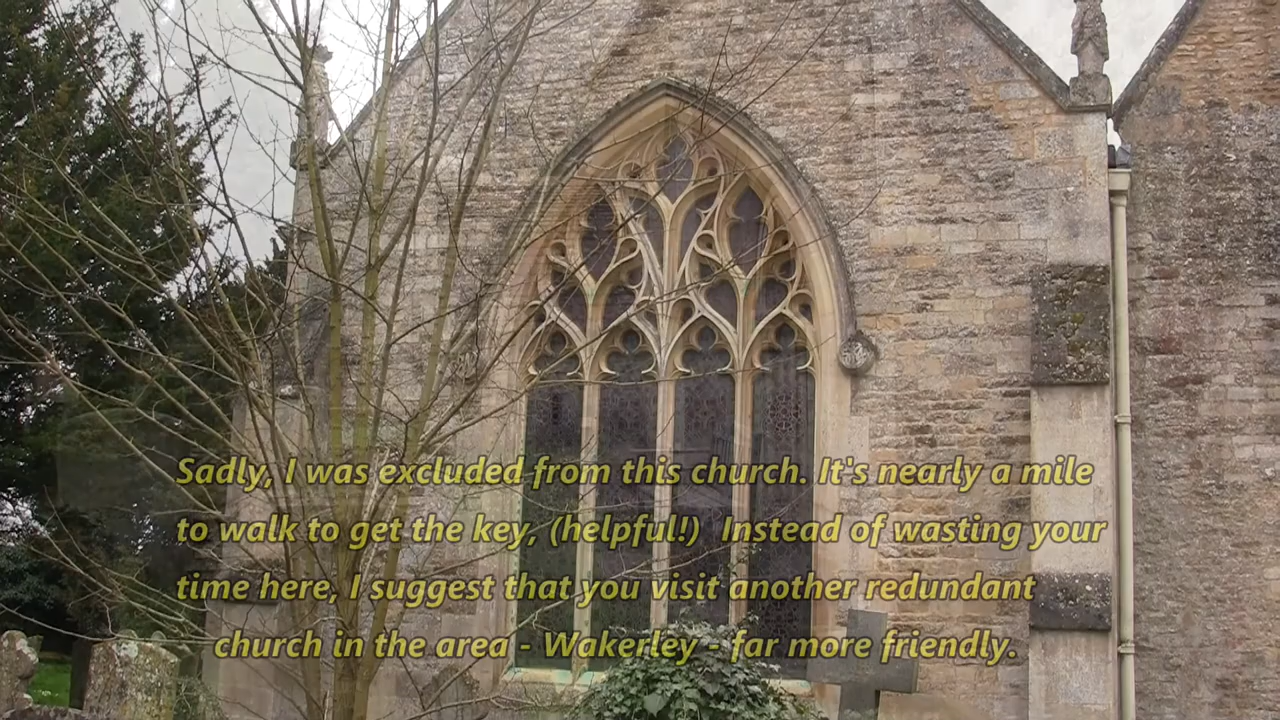 Sadly, I was excluded from this church. It's nearly a mile
to walk to get the key, (helpful!)  Instead of wasting your
time here, I suggest that you visit another redundant
church in the area - Wakerley - far more friendly.